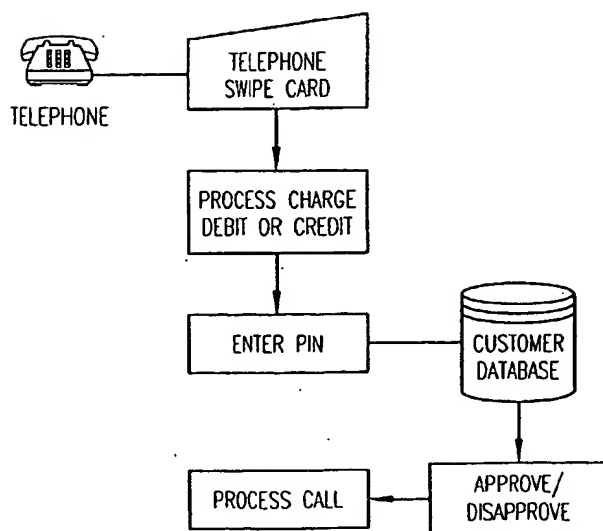 TELEPHONE
SWIPE CARD
TELEPHONE
PROCESS CHARGE
DEBIT OR CREDIT
ENTER PIN
CUSTOMER
DATABASE
PROCESS CALL
APPROVE/
DISAPPROVE